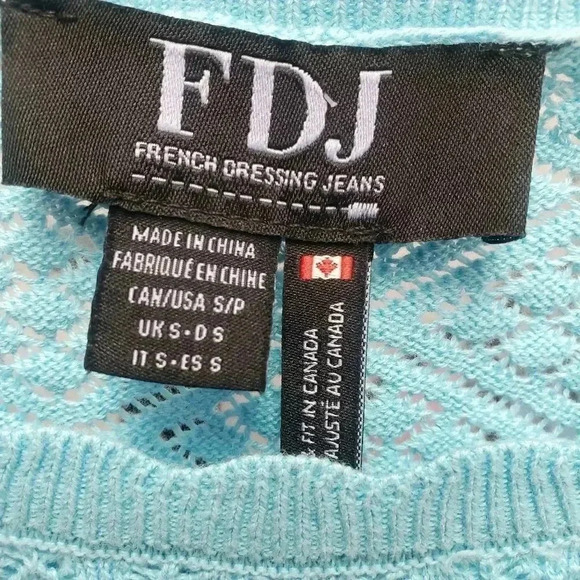 FDJ
FRENCH DRESSING JEANS
MADE IN CHINA
FABRIQUÉ EN CHINE
CAN/USA S/P
UK S - D S
IT S - ES S
& FIT IN CANADA
AJUSTÉ AU CANADA